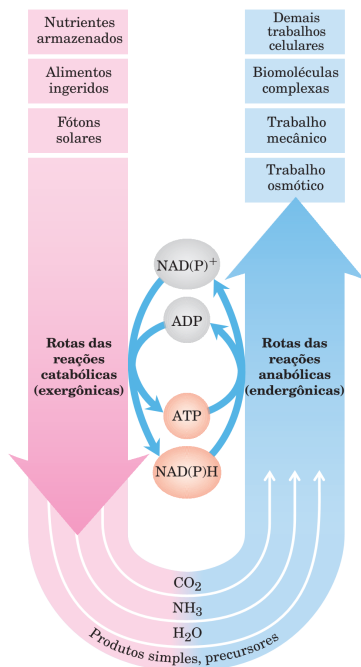 Nutrientes
armazenados
Alimentos
ingeridos
Fótons
solares
Demais
trabalhos
celulares
Biomoléculas
complexas
Trabalho
mecânico
Trabalho
osmótico
NAD(P)+
ADP
Rotas das
reações
catabólicas
(exergônicas)
Rotas das
reações
anabólicas
(endergônicas)
ATP
NAD(P)H
CO2
NH3
H2O
Produtos simples, precursores